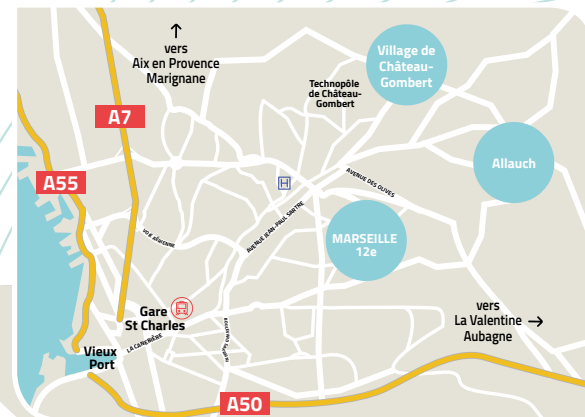 vers
Aix en Provence
Marignane
Village de
Château-
Gombert
Technopôle
de Château-
Gombert
A7
Allauch
A55
H
AVENUE DES OLIVES
AVENUE JEAN-PAUL SARTRE
MARSEILLE
12e
Gare
St Charles
vers
La Valentine
Aubagne
LA CANEBIÈRE
Vieux
Port
A50